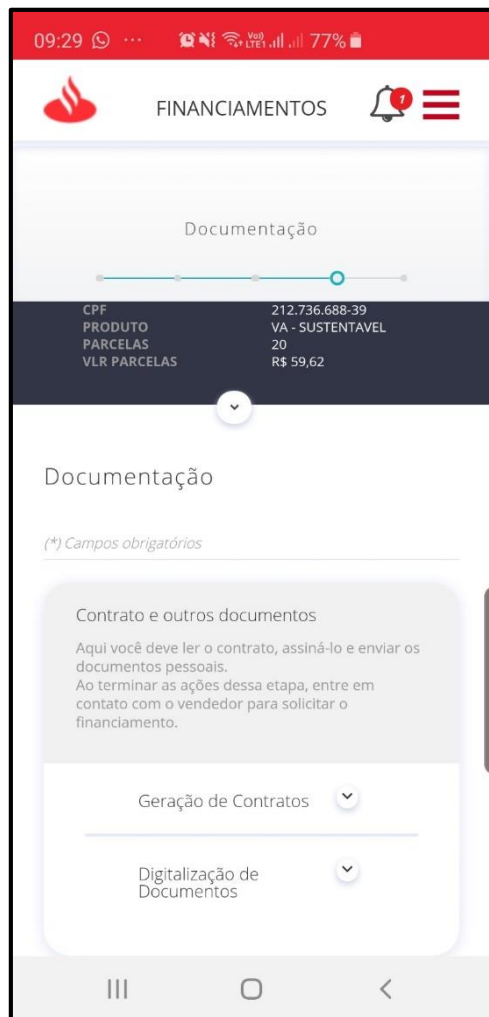 09:29 ... Vo)) LTE1 77%
FINANCIAMENTOS
1
Documentação
CPF 212.736.688-39
PRODUTO VA - SUSTENTAVEL
PARCELAS 20
VLR PARCELAS R$ 59,62
Documentação
(*) Campos obrigatórios
Contrato e outros documentos
Aqui você deve ler o contrato, assiná-lo e enviar os
documentos pessoais.
Ao terminar as ações dessa etapa, entre em
contato com o vendedor para solicitar o
financiamento.
Geração de Contratos
Digitalização de
Documentos